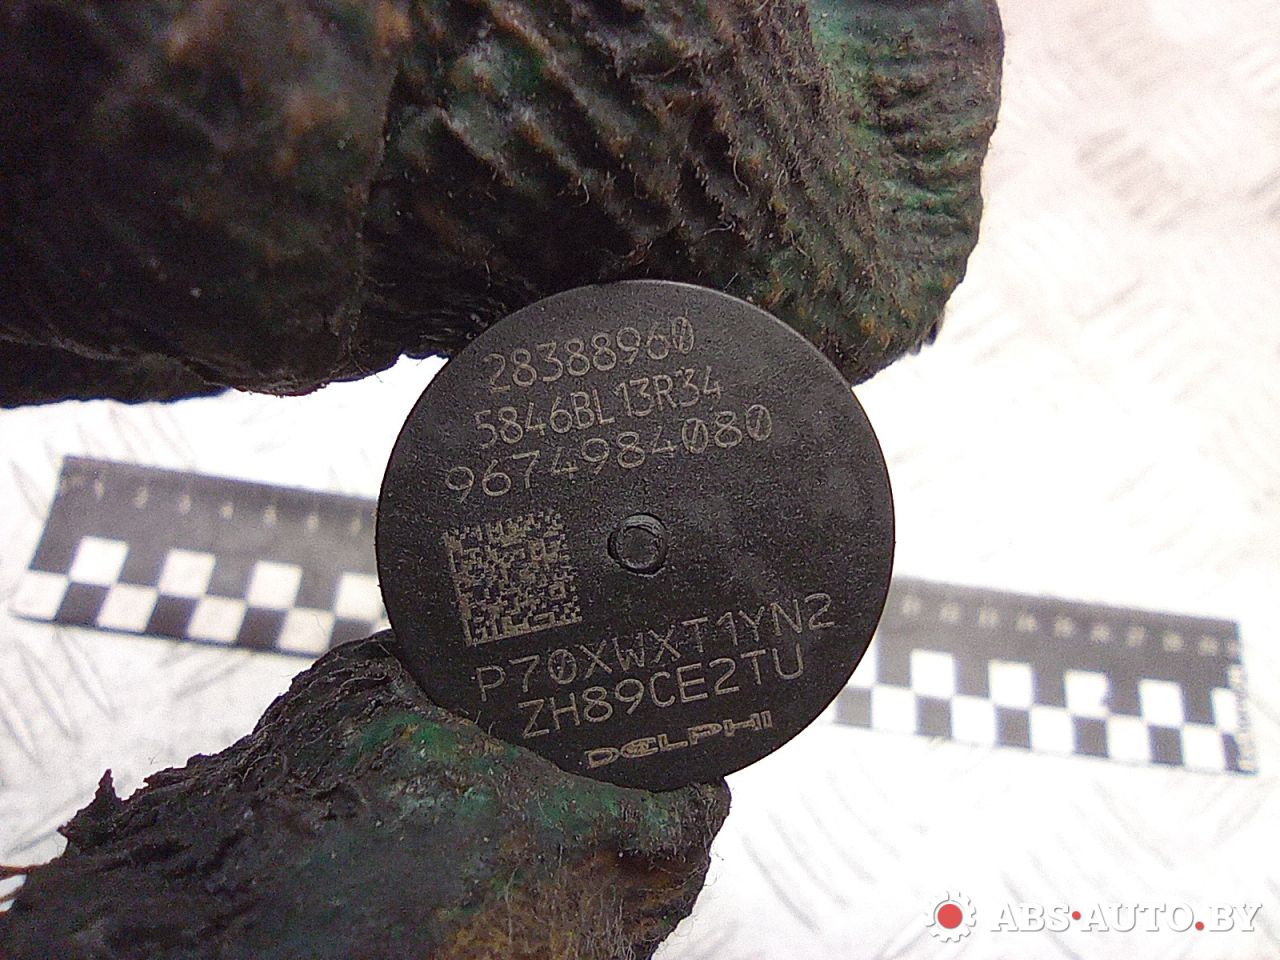 28388960
5846BL13R34
9674984080
P70XWXT1YN2
ZH89CE2TU
DELPHI
ABS-AUTO.BY